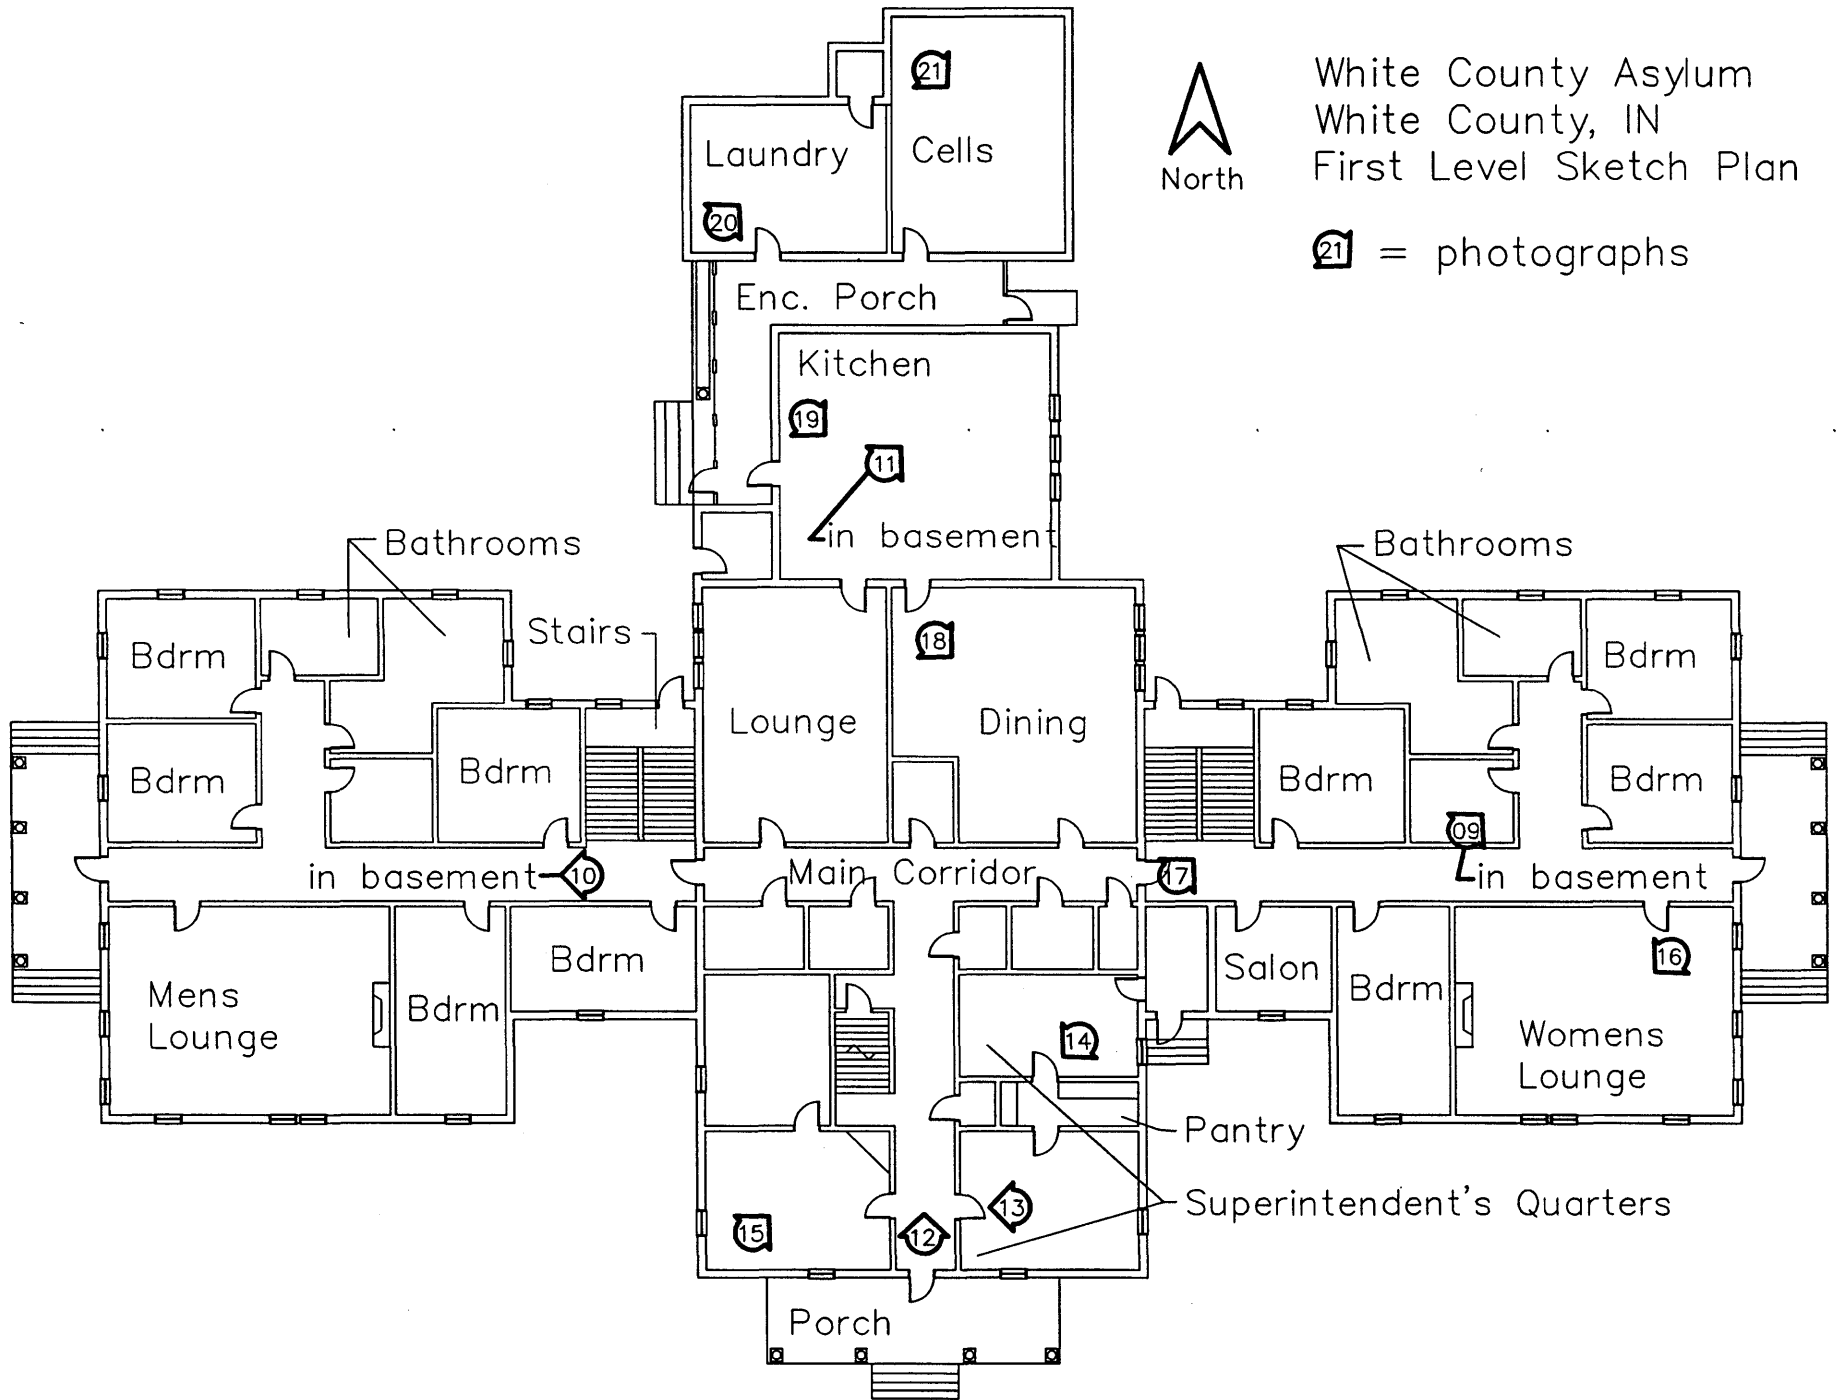 White County Asylum
White County, IN
First Level Sketch Plan
North
21 = photographs
21
Laundry
Cells
20
Enc. Porch
Kitchen
19
11
in basement
Bathrooms
Bathrooms
Stairs
18
Bdrm
Bdrm
Lounge
Dining
Bdrm
Bdrm
Bdrm
Bdrm
09
in basement
10
Main Corridor
17
in basement
Bdrm
Salon
16
Mens
Lounge
Bdrm
Bdrm
Womens
Lounge
14
Pantry
Superintendent's Quarters
13
15
12
Porch